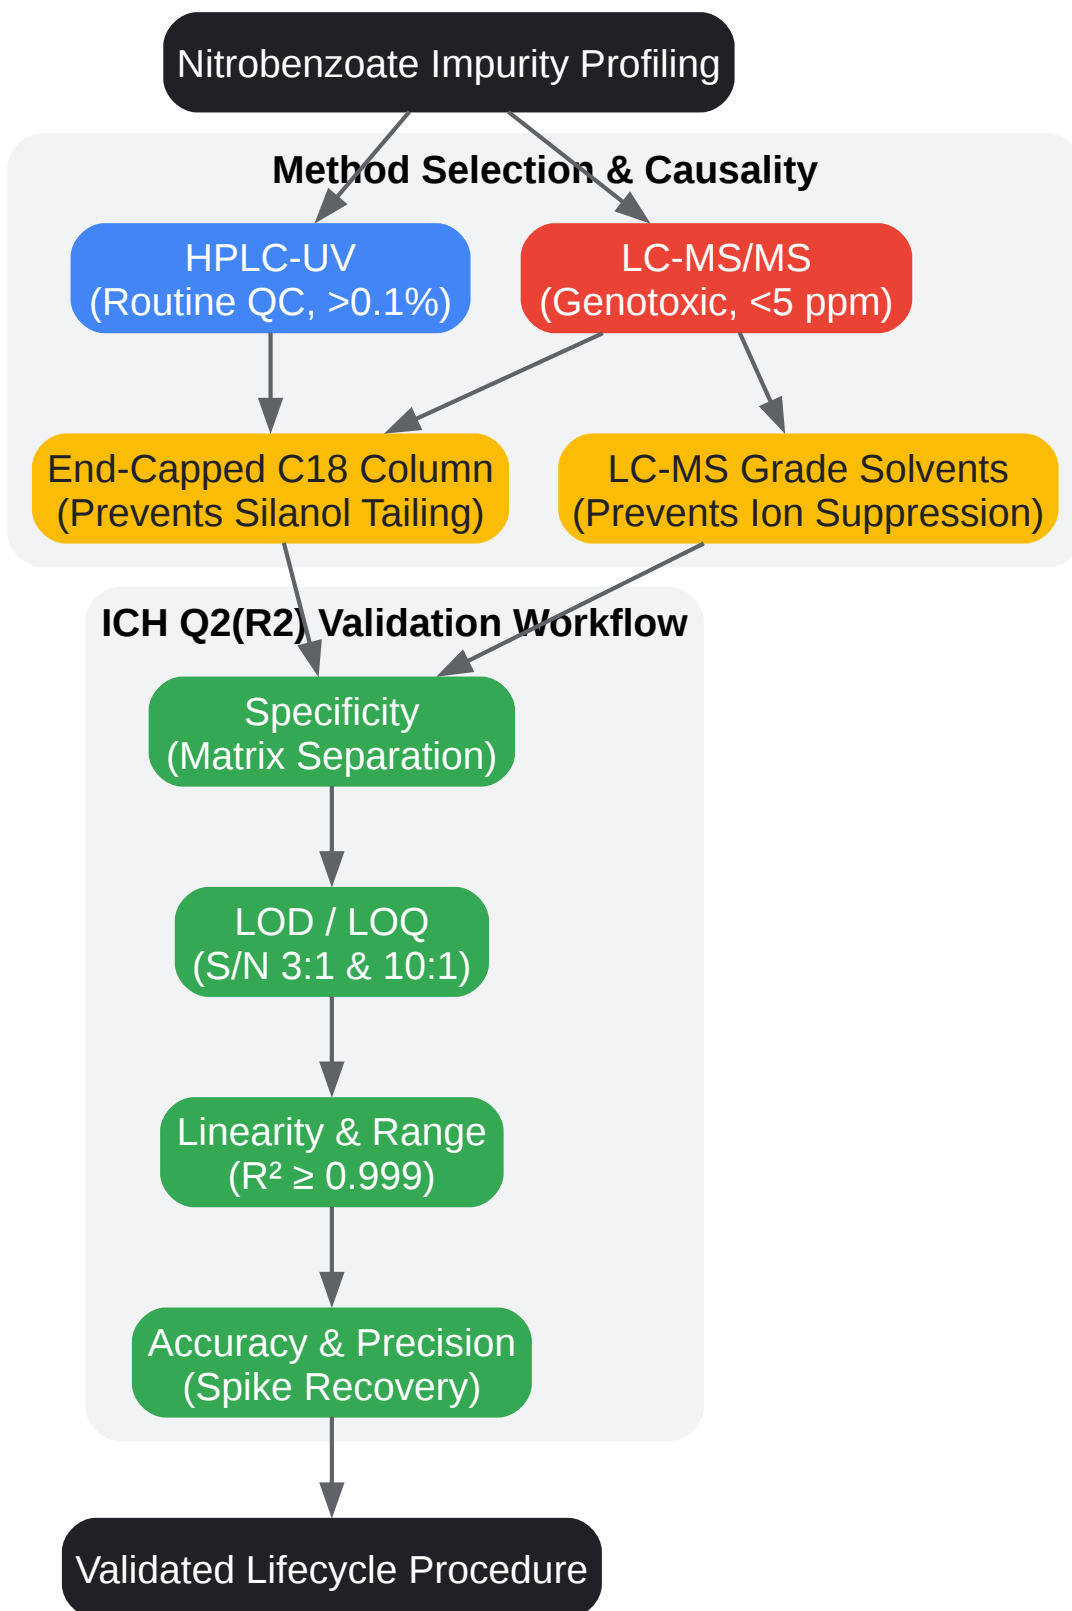 Nitrobenzoate Impurity Profiling
Method Selection & Causality
HPLC-UV
(Routine QC, >0.1%)
LC-MS/MS
(Genotoxic, <5 ppm)
End-Capped C18 Column
(Prevents Silanol Tailing)
LC-MS Grade Solvents
(Prevents Ion Suppression)
ICH Q2(R2) Validation Workflow
Specificity
(Matrix Separation)
LOD / LOQ
(S/N 3:1 & 10:1)
Linearity & Range
(R² ≥ 0.999)
Accuracy & Precision
(Spike Recovery)
Validated Lifecycle Procedure